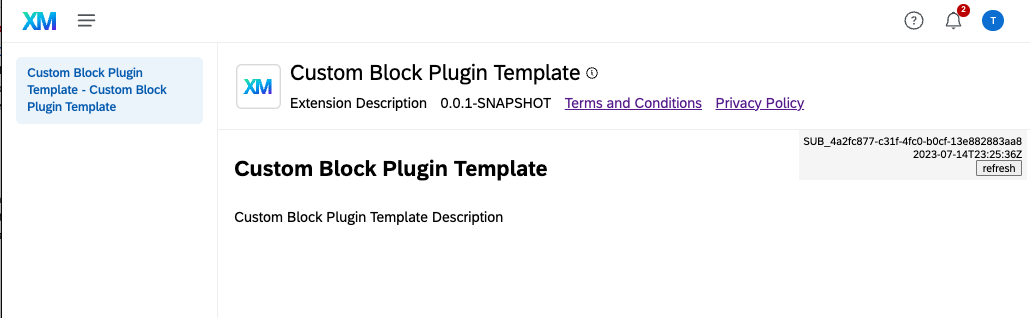 XM
2
T
Custom Block Plugin
Template - Custom Block
Plugin Template
XM
Custom Block Plugin Template
Extension Description 0.0.1-SNAPSHOT Terms and Conditions Privacy Policy
SUB_4a2fc877-c31f-4fc0-b0cf-13e882883aa8
2023-07-14T23:25:36Z
refresh
Custom Block Plugin Template
Custom Block Plugin Template Description